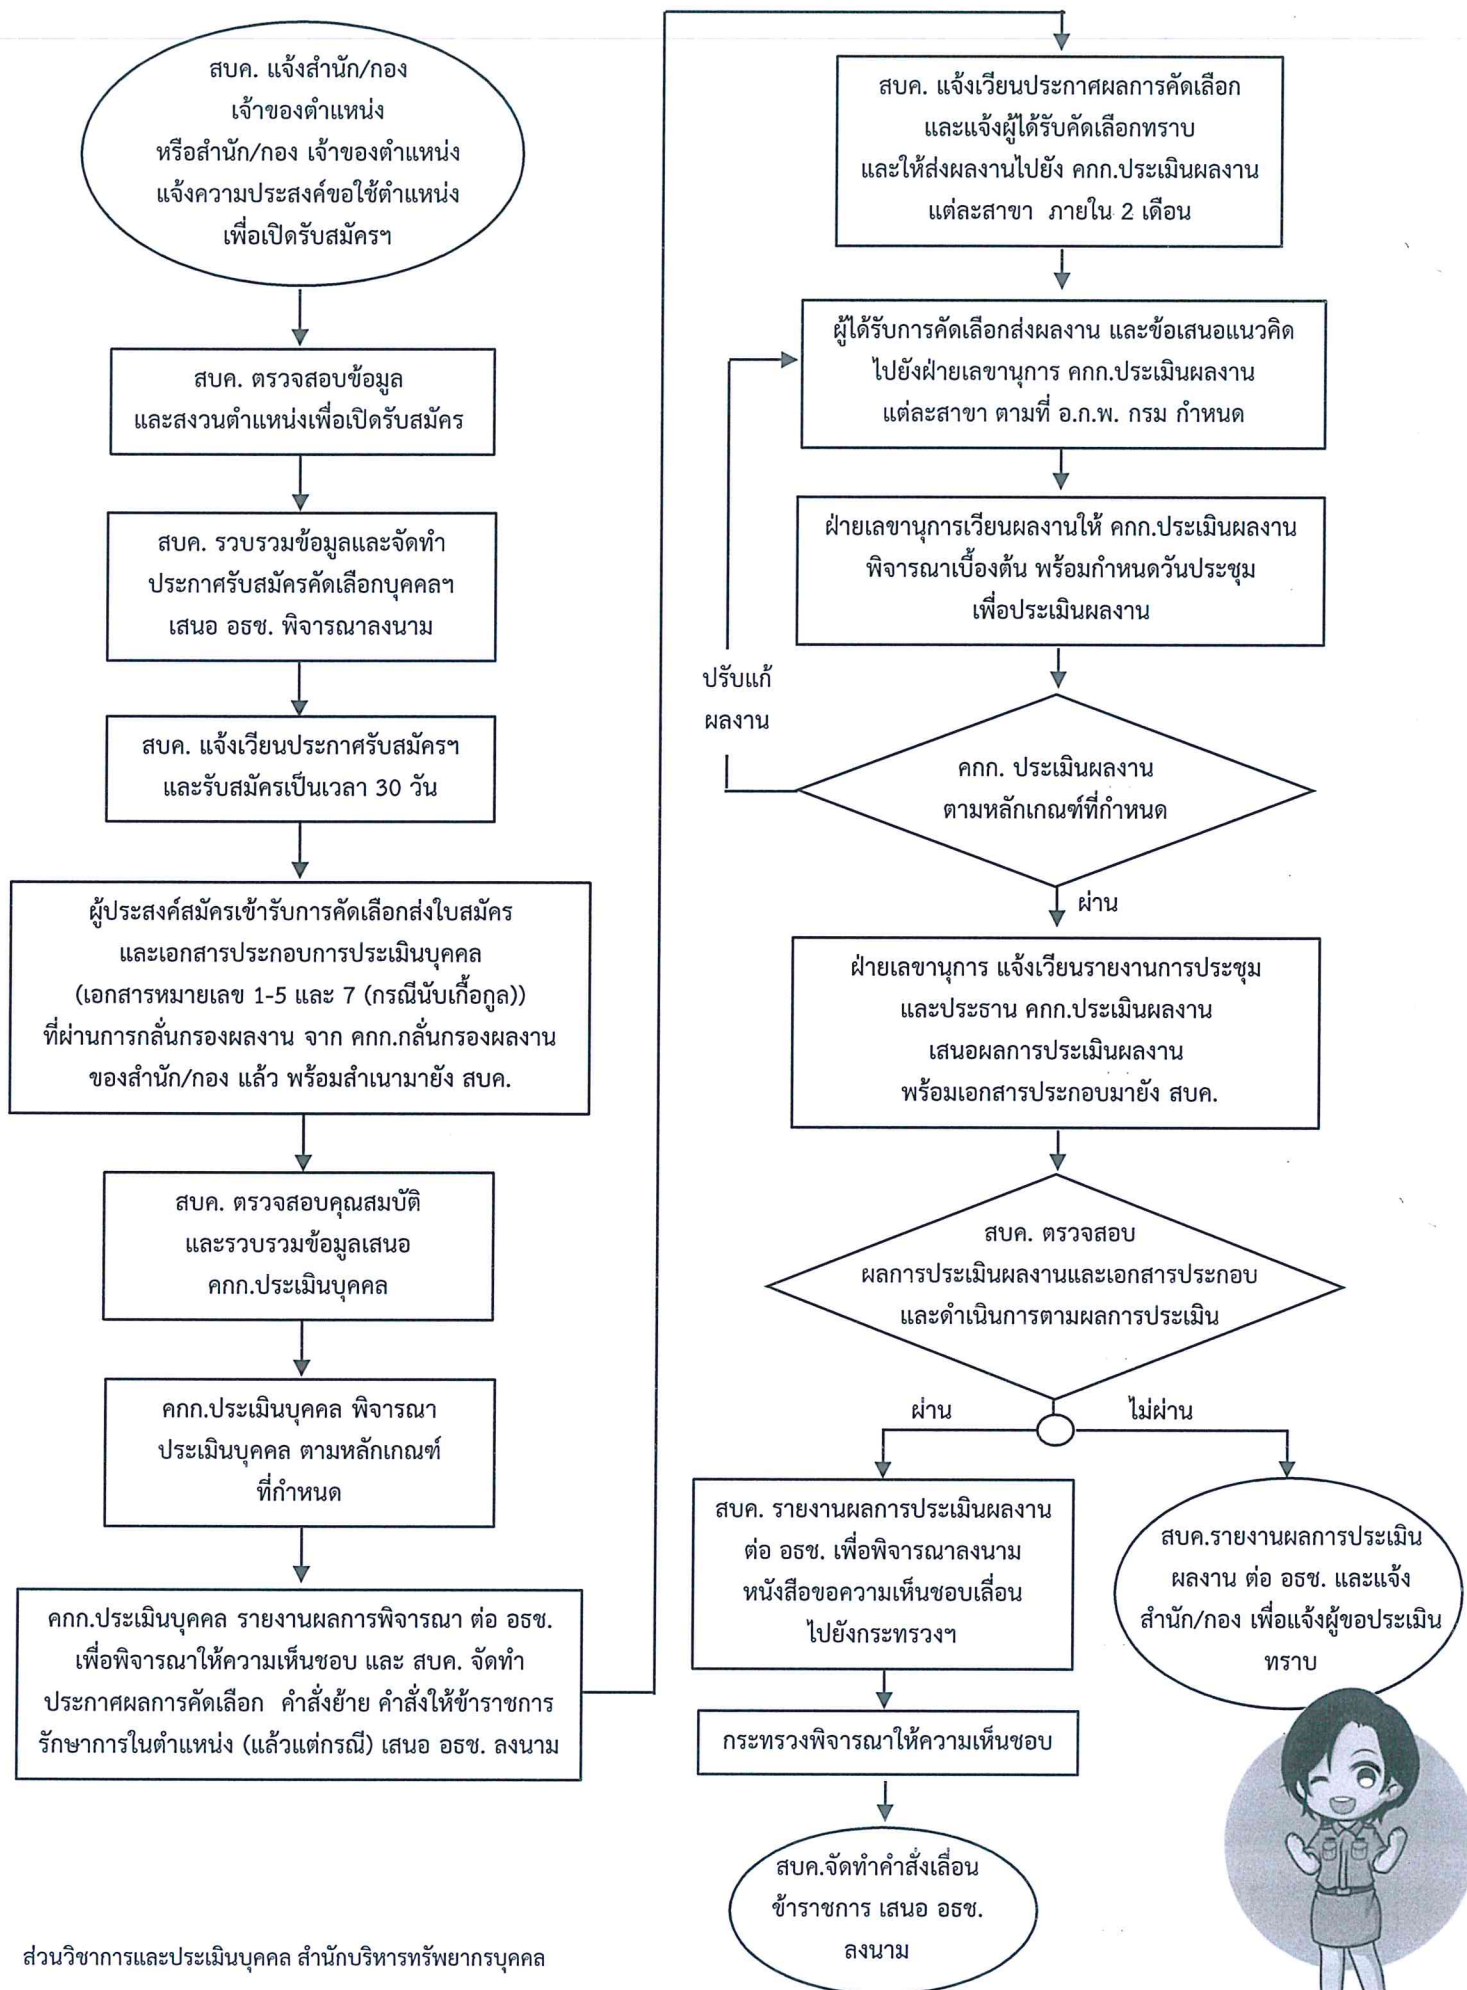 สบค. แจ้งสำนัก/กอง
เจ้าของตำแหน่ง
หรือสำนัก/กอง เจ้าของตำแหน่ง
แจ้งความประสงค์ขอใช้ตำแหน่ง
เพื่อเปิดรับสมัครฯ
สบค. ตรวจสอบข้อมูล
และสงวนตำแหน่งเพื่อเปิดรับสมัคร
สบค. รวบรวมข้อมูลและจัดทำ
ประกาศรับสมัครคัดเลือกบุคคลฯ
เสนอ อธช. พิจารณาลงนาม
สบค. แจ้งเวียนประกาศรับสมัครฯ
และรับสมัครเป็นเวลา 30 วัน
ผู้ประสงค์สมัครเข้ารับการคัดเลือกส่งใบสมัคร
และเอกสารประกอบการประเมินบุคคล
(เอกสารหมายเลข 1-5 และ 7 (กรณีนับเกื้อกูล))
ที่ผ่านการกลั่นกรองผลงาน จาก คกก.กลั่นกรองผลงาน
ของสำนัก/กอง แล้ว พร้อมสำเนามายัง สบค.
สบค. ตรวจสอบคุณสมบัติ
และรวบรวมข้อมูลเสนอ
คกก.ประเมินบุคคล
คกก.ประเมินบุคคล พิจารณา
ประเมินบุคคล ตามหลักเกณฑ์
ที่กำหนด
คกก.ประเมินบุคคล รายงานผลการพิจารณา ต่อ อธช.
เพื่อพิจารณาให้ความเห็นชอบ และ สบค. จัดทำ
ประกาศผลการคัดเลือก คำสั่งย้าย คำสั่งให้ข้าราชการ
รักษาการในตำแหน่ง (แล้วแต่กรณี) เสนอ อธช. ลงนาม
สบค. แจ้งเวียนประกาศผลการคัดเลือก
และแจ้งผู้ได้รับคัดเลือกทราบ
และให้ส่งผลงานไปยัง คกก.ประเมินผลงาน
แต่ละสาขา ภายใน 2 เดือน
ผู้ได้รับการคัดเลือกส่งผลงาน และข้อเสนอแนวคิด
ไปยังฝ่ายเลขานุการ คกก.ประเมินผลงาน
แต่ละสาขา ตามที่ อ.ก.พ. กรม กำหนด
ฝ่ายเลขานุการเวียนผลงานให้ คกก.ประเมินผลงาน
พิจารณาเบื้องต้น พร้อมกำหนดวันประชุม
เพื่อประเมินผลงาน
ปรับแก้
ผลงาน
คกก. ประเมินผลงาน
ตามหลักเกณฑ์ที่กำหนด
ผ่าน
ฝ่ายเลขานุการ แจ้งเวียนรายงานการประชุม
และประธาน คกก.ประเมินผลงาน
เสนอผลการประเมินผลงาน
พร้อมเอกสารประกอบมายัง สบค.
สบค. ตรวจสอบ
ผลการประเมินผลงานและเอกสารประกอบ
และดำเนินการตามผลการประเมิน
ผ่าน
ไม่ผ่าน
สบค. รายงานผลการประเมินผลงาน
ต่อ อธช. เพื่อพิจารณาลงนาม
หนังสือขอความเห็นชอบเลื่อน
ไปยังกระทรวงฯ
สบค.รายงานผลการประเมิน
ผลงาน ต่อ อธช. และแจ้ง
สำนัก/กอง เพื่อแจ้งผู้ขอประเมิน
ทราบ
กระทรวงพิจารณาให้ความเห็นชอบ
สบค.จัดทำคำสั่งเลื่อน
ข้าราชการ เสนอ อธช.
ลงนาม
ส่วนวิชาการและประเมินบุคคล สำนักบริหารทรัพยากรบุคคล